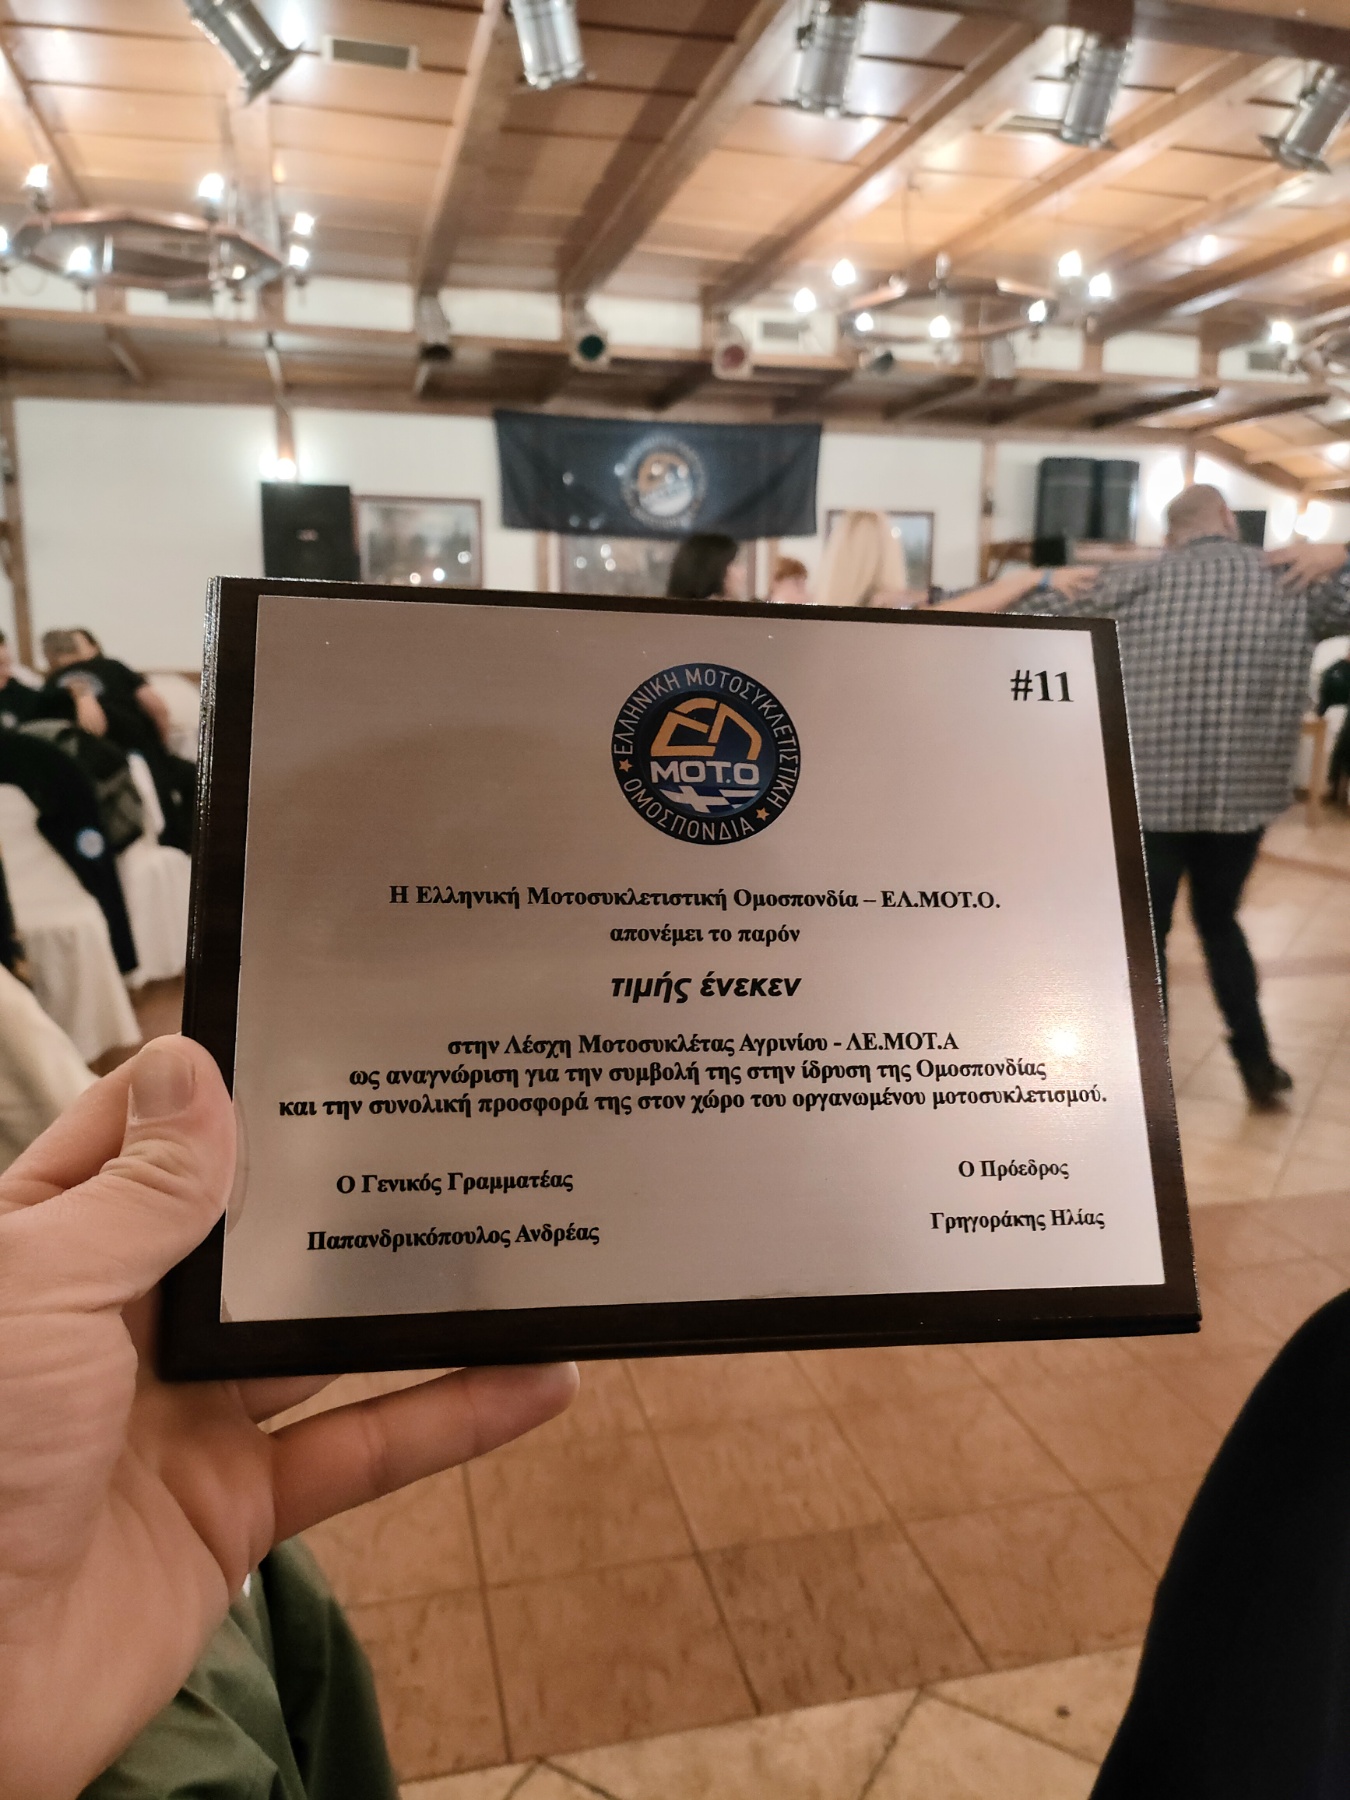 #11
ΕΛΛΗΝΙΚΗ ΜΟΤΟΣΥΚΛΕΤΙΣΤΙΚΗ
ΕΛ
ΜΟΤ.Ο
ΟΜΟΣΠΟΝΔΙΑ
Η Ελληνική Μοτοσυκλετιστική Ομοσπονδία – ΕΛ.ΜΟΤ.Ο.
απονέμει το παρόν
τιμής ένεκεν
στην Λέσχη Μοτοσυκλέτας Αγρινίου - ΛΕ.ΜΟΤ.Α
ως αναγνώριση για την συμβολή της στην ίδρυση της Ομοσπονδίας
και την συνολική προσφορά της στον χώρο του οργανωμένου μοτοσυκλετισμού.
Ο Γενικός Γραμματέας
Παπανδρικόπουλος Ανδρέας
Ο Πρόεδρος
Γρηγοράκης Ηλίας